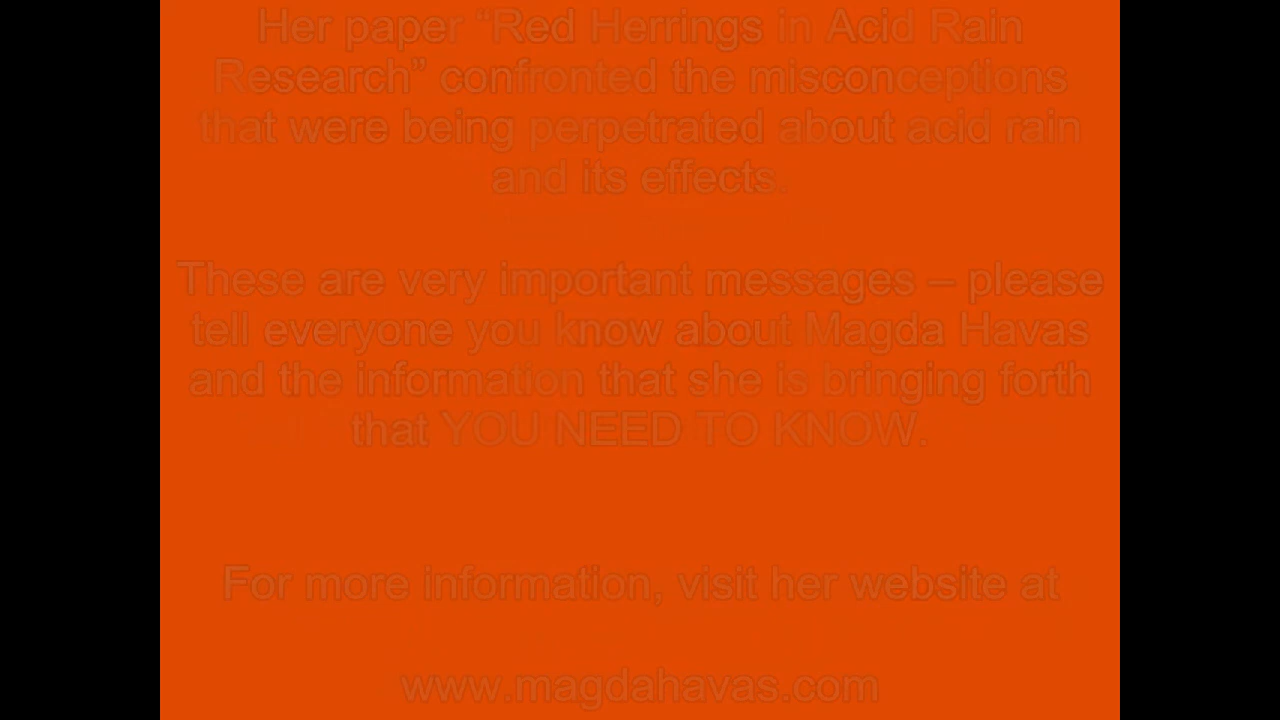 Her paper “Red Herrings in Acid Rain
Research” confronted the misconceptions
that were being perpetrated about acid rain
and its effects.
These are very important messages – please
tell everyone you know about Magda Havas
and the information that she is bringing forth
that YOU NEED TO KNOW.
For more information, visit her website at
www.magdahavas.com